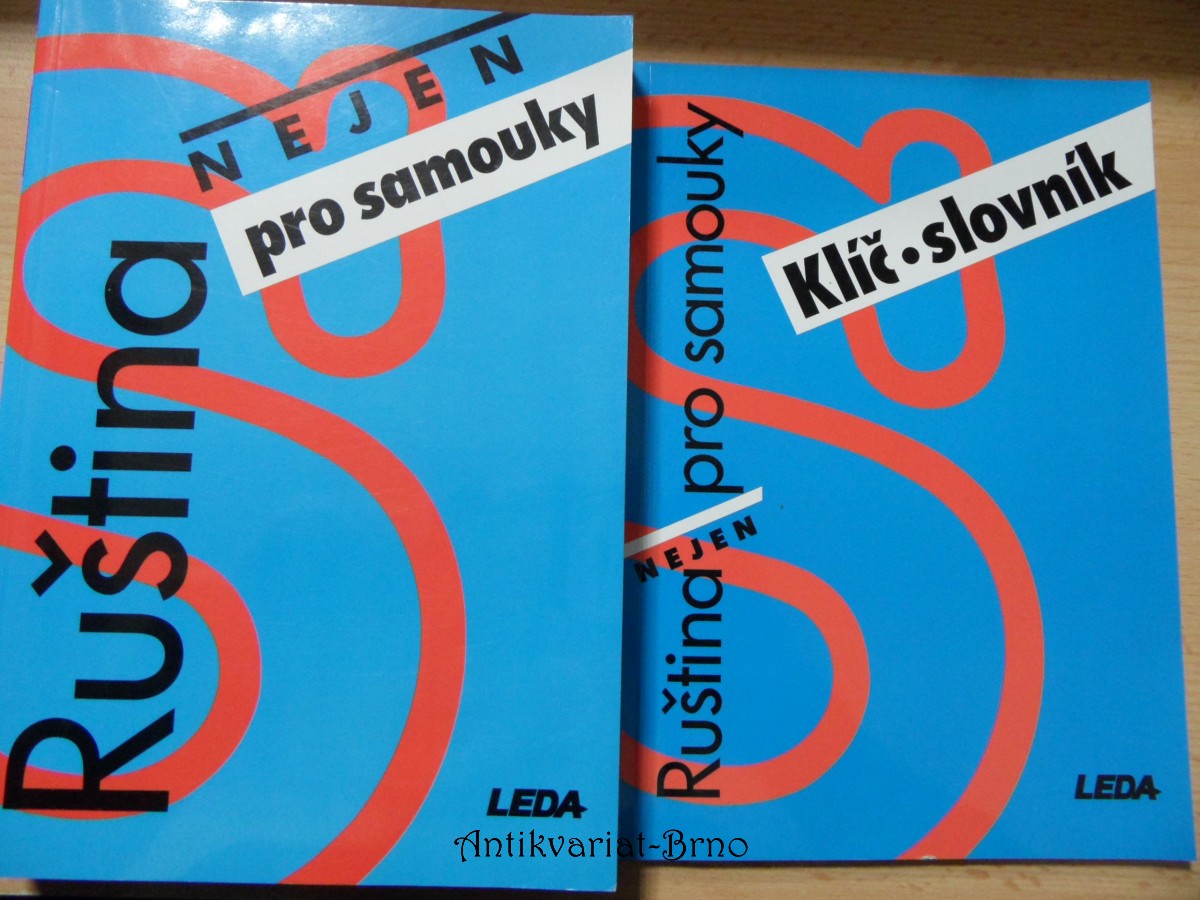 Ruština
NEJEN
pro samouky
LEDA
Ruština pro samouky
NEJEN
Klíč • slovník
LEDA
Antikvariat-Brno